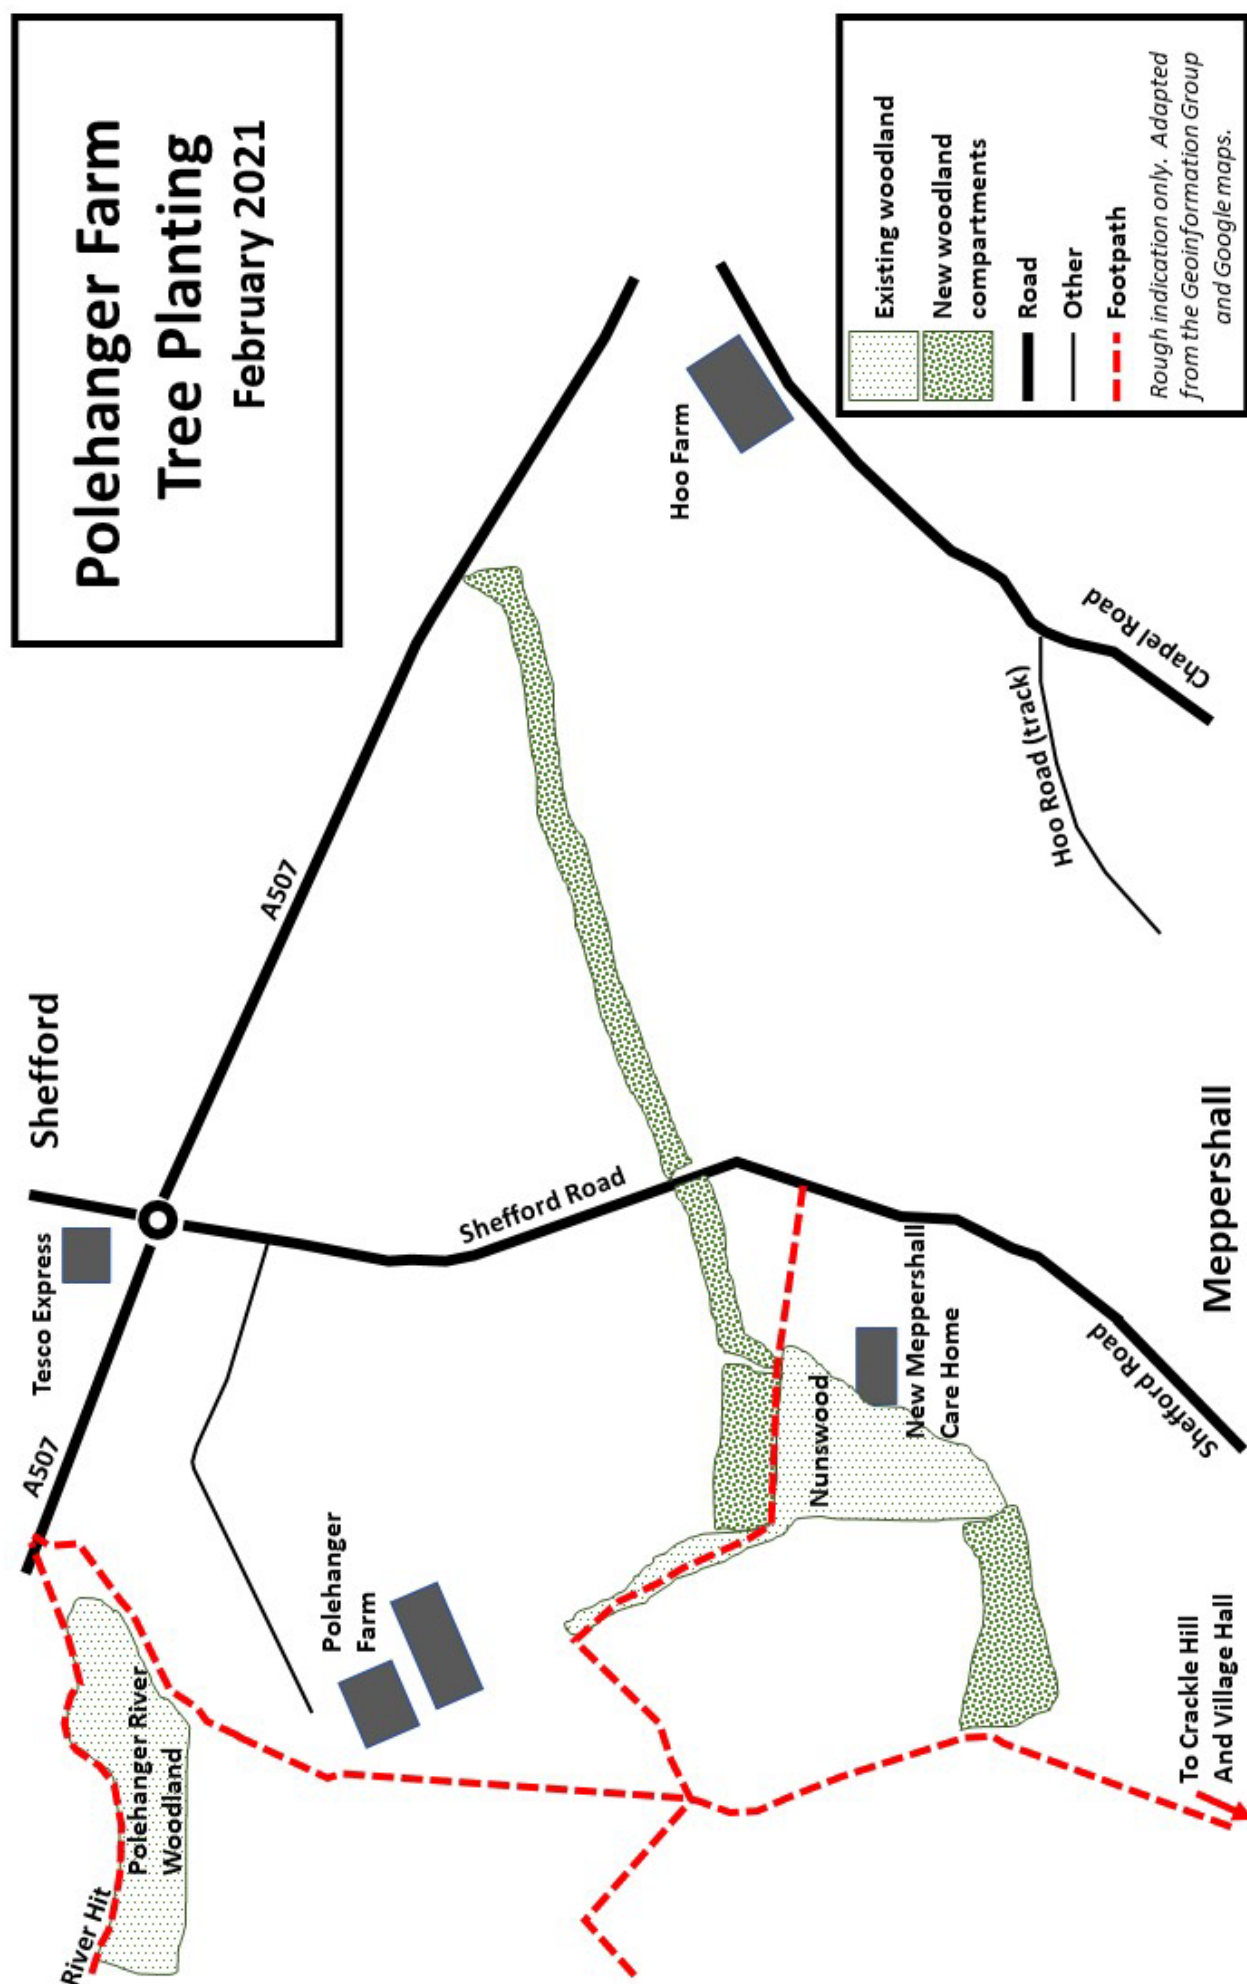 Polehanger Farm
Tree Planting
February 2021
Shefford
Tesco Express
A507
A507
Shefford Road
River Hit
Polehanger River
Woodland
Polehanger
Farm
Hoo Farm
Nunswood
New Meppershall
Care Home
Hoo Road (track)
Chapel Road
Shefford Road
Meppershall
To Crackle Hill
And Village Hall
Existing woodland
New woodland
compartments
Road
Other
Footpath
Rough indication only. Adapted
from the Geoinformation Group
and Google maps.